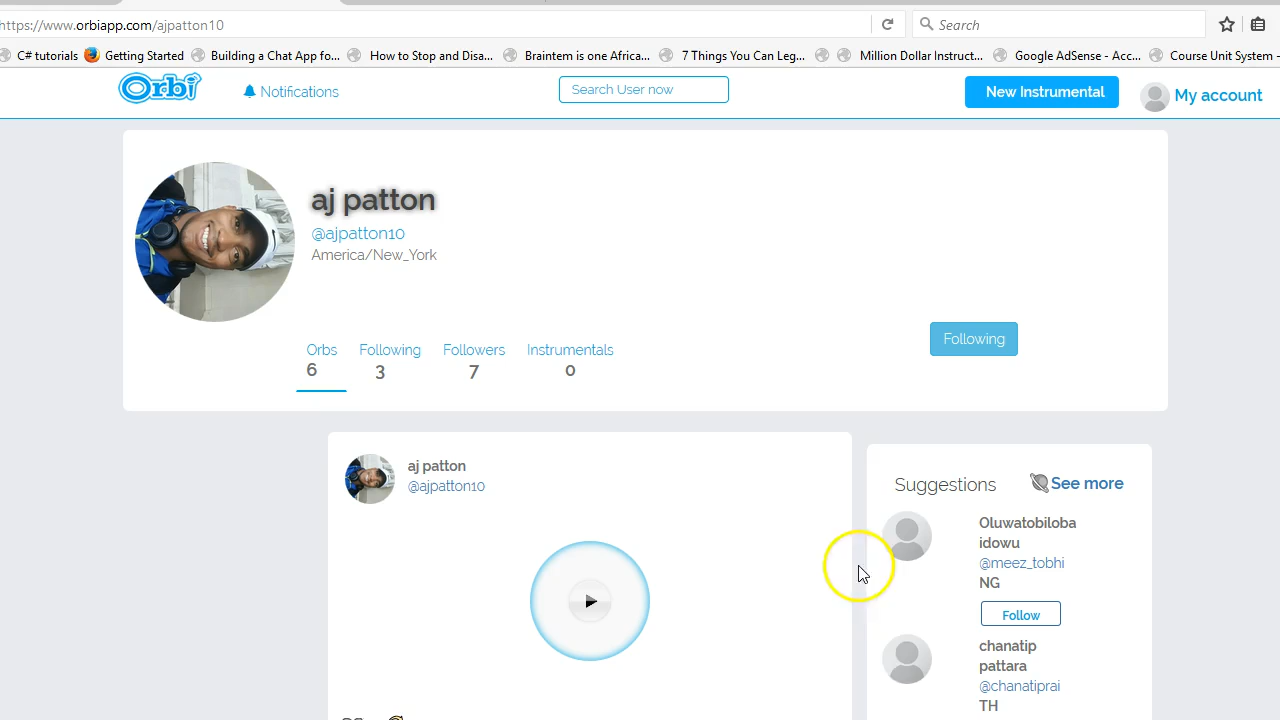 https://www.orbiapp.com/ajpatton10
Search
C# tutorials
Getting Started
Building a Chat App fo...
How to Stop and Disa...
Braintem is one Africa...
7 Things You Can Leg...
Million Dollar Instruct...
Google AdSense - Acc...
Course Unit System -
Orbi
Notifications
Search User now
New Instrumental
My account
aj patton
@ajpatton10
America/New_York
Following
Orbs
Following
Followers
Instrumentals
6
3
7
0
aj patton
@ajpatton10
Suggestions
See more
Oluwatobiloba
idowu
@meez_tobhi
NG
Follow
chanatip
pattara
@chanatiprai
TH